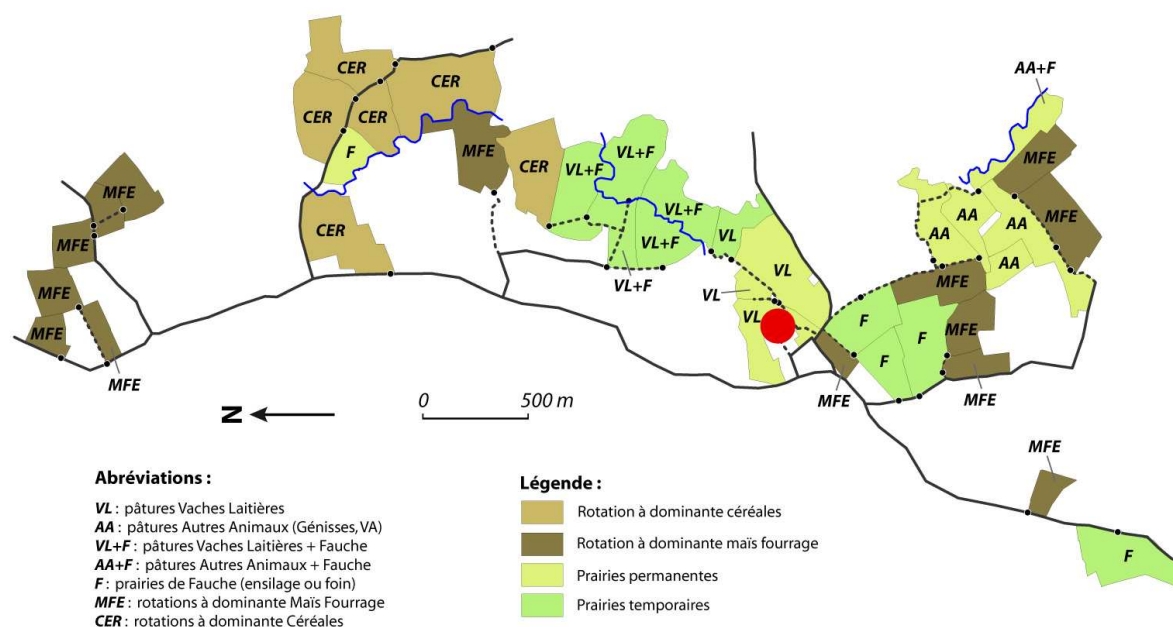 AA+F
CER
CER
CER
CER
MFE
F
MFE
VL+F
CER
VL+F
MFE
MFE
VL+F
AA
AA
MFE
CER
VL+F
VL
AA
AA
VL
MFE
VL+F
MFE
VL
VL
F
MFE
F
MFE
F
MFE
MFE
MFE
N
0 500 m
MFE
Abréviations :
VL : pâtures Vaches Laitières
AA : pâtures Autres Animaux (Génisses, VA)
VL+F : pâtures Vaches Laitières + Fauche
AA+F : pâtures Autres Animaux + Fauche
F : prairies de Fauche (ensilage ou foin)
MFE : rotations à dominante Maïs Fourrage
CER : rotations à dominante Céréales
Légende :
Rotation à dominante céréales
Rotation à dominante maïs fourrage
Prairies permanentes
Prairies temporaires
F